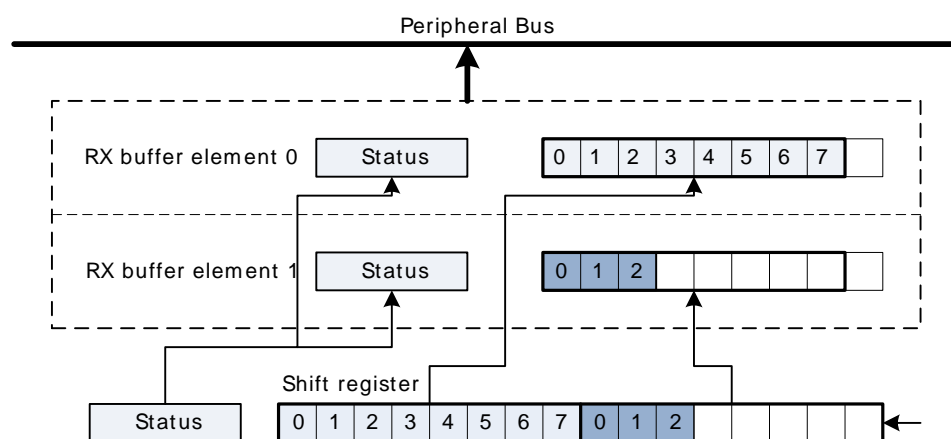 Peripheral Bus
RX buffer element 0 Status 0 1 2 3 4 5 6 7
RX buffer element 1 Status 0 1 2
Shift register
Status 0 1 2 3 4 5 6 7 0 1 2